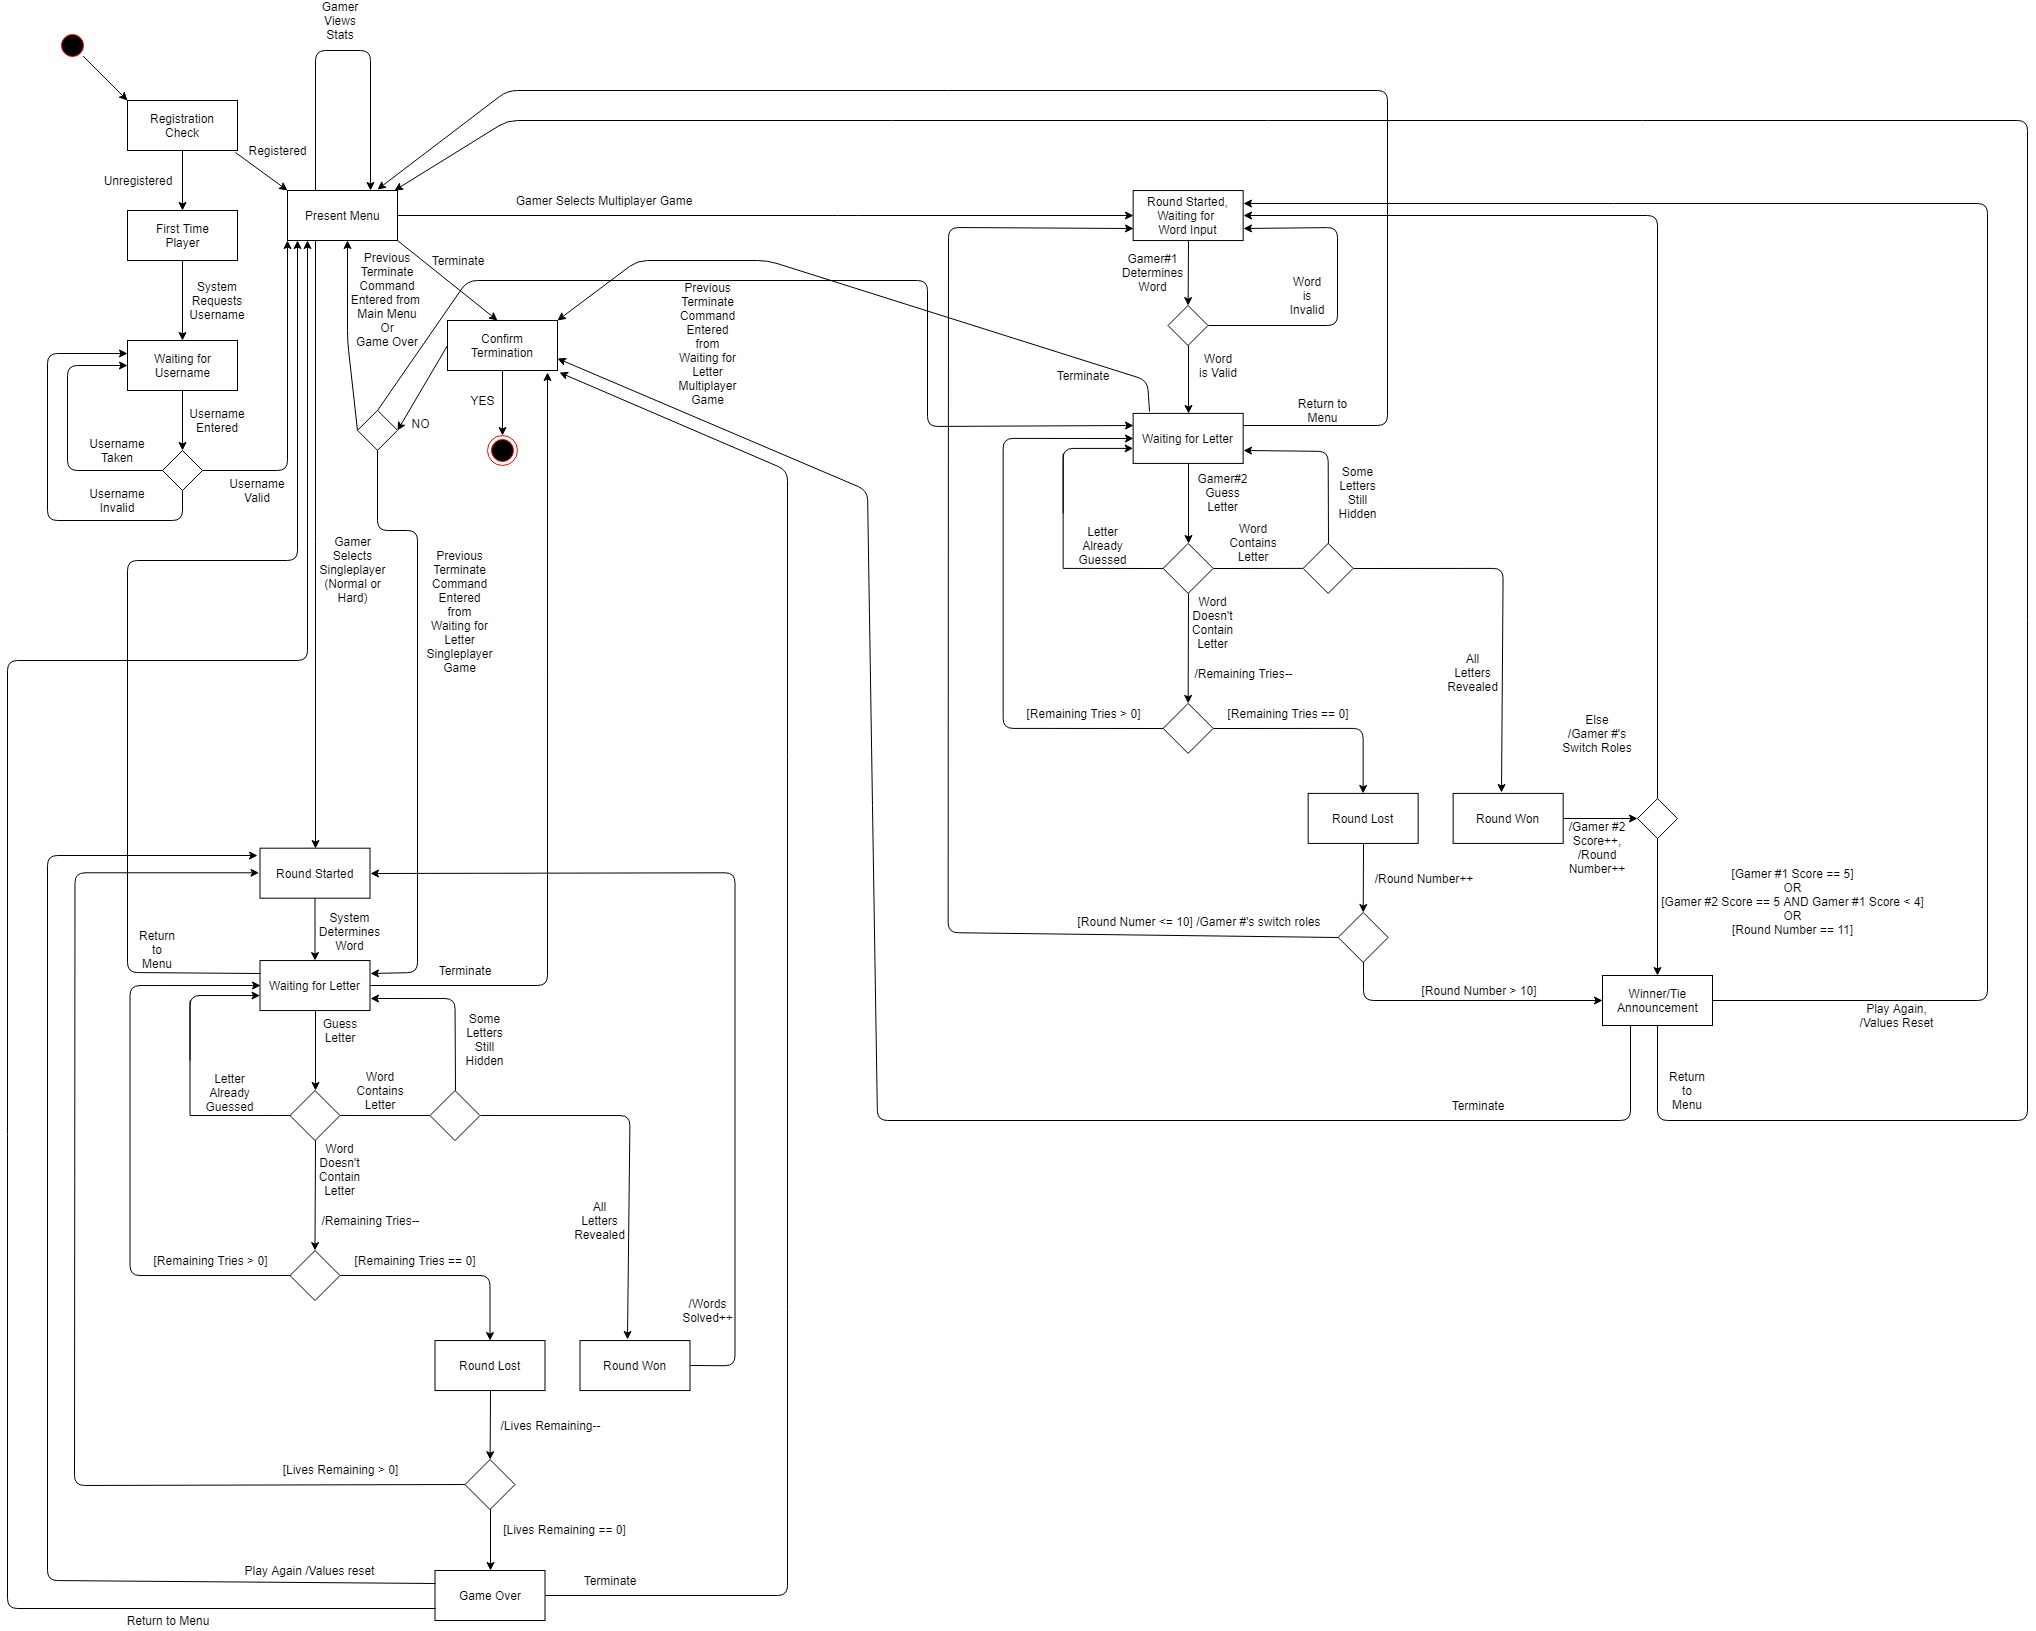 Gamer
Views
Stats
Registration
Check
Registered
Unregistered
First Time
Player
System
Requests
Username
Waiting for
Username
Username
Entered
Username
Taken
Username
Invalid
Username
Valid
Present Menu
Gamer Selects Multiplayer Game
Terminate
Previous
Terminate
Command
Entered from
Main Menu
Or
Game Over
Confirm
Termination
YES
NO
Previous
Terminate
Command
Entered
from
Waiting for
Letter
Multiplayer
Game
Gamer
Selects
Singleplayer
(Normal or
Hard)
Previous
Terminate
Command
Entered
from
Waiting for
Letter
Singleplayer
Game
Round Started,
Waiting for
Word Input
Gamer#1
Determines
Word
Word
is
Invalid
Word
is Valid
Terminate
Return to
Menu
Waiting for Letter
Gamer#2
Guess
Letter
Some
Letters
Still
Hidden
Letter
Already
Guessed
Word
Contains
Letter
Word
Doesn't
Contain
Letter
/Remaining Tries--
All
Letters
Revealed
[Remaining Tries > 0]
[Remaining Tries == 0]
Else
/Gamer #'s
Switch Roles
Round Lost
Round Won
/Gamer #2
Score++,
/Round
Number++
/Round Number++
[Gamer #1 Score == 5]
OR
[Gamer #2 Score == 5 AND Gamer #1 Score < 4]
OR
[Round Number == 11]
[Round Numer <= 10] /Gamer #'s switch roles
[Round Number > 10]
Winner/Tie
Announcement
Play Again,
/Values Reset
Return
to
Menu
Terminate
Round Started
System
Determines
Word
Return
to
Menu
Waiting for Letter
Terminate
Guess
Letter
Some
Letters
Still
Hidden
Letter
Already
Guessed
Word
Contains
Letter
Word
Doesn't
Contain
Letter
/Remaining Tries--
All
Letters
Revealed
[Remaining Tries > 0]
[Remaining Tries == 0]
/Words
Solved++
Round Lost
Round Won
/Lives Remaining--
[Lives Remaining > 0]
[Lives Remaining == 0]
Play Again /Values reset
Game Over
Terminate
Return to Menu